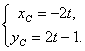 x_C = −2t,
y_C = 2t − 1.